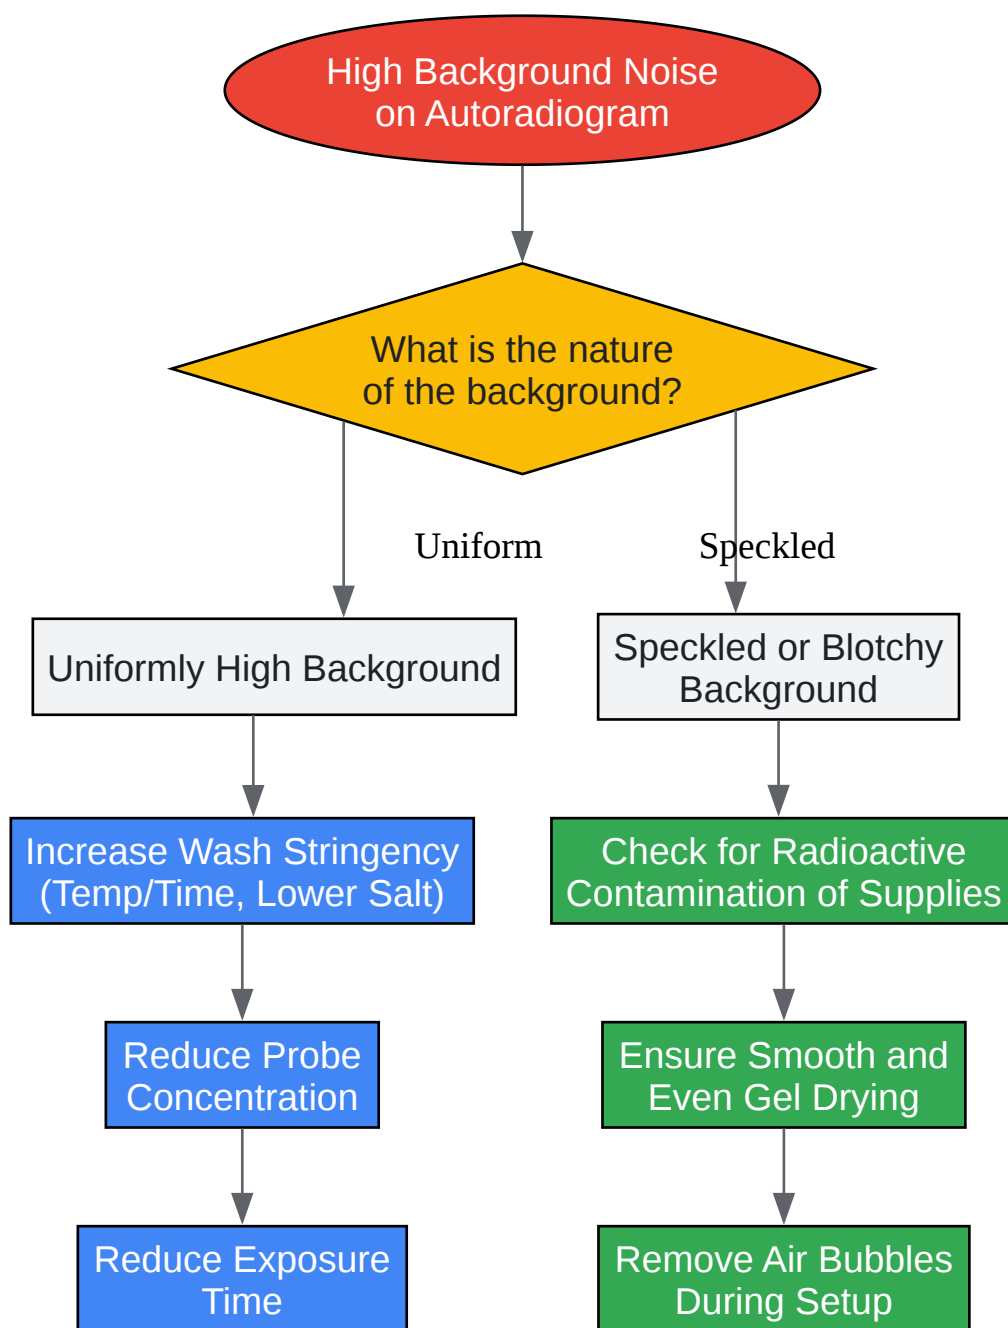 High Background Noise
on Autoradiogram
What is the nature
of the background?
Uniform
Speckled
Uniformly High Background
Speckled or Blotchy
Background
Increase Wash Stringency
(Temp/Time, Lower Salt)
Check for Radioactive
Contamination of Supplies
Reduce Probe
Concentration
Ensure Smooth and
Even Gel Drying
Reduce Exposure
Time
Remove Air Bubbles
During Setup